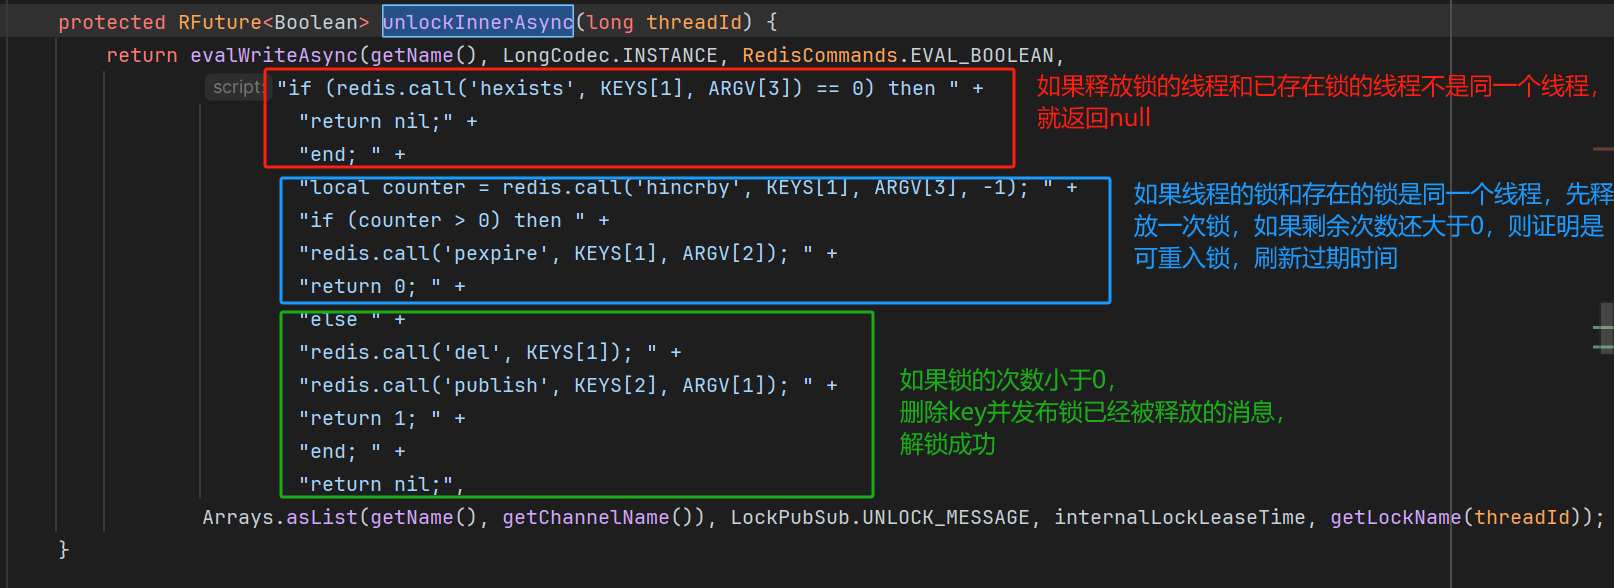 protected RFuture<Boolean> unlockInnerAsync(long threadId) {
return evalWriteAsync(getName(), LongCodec.INSTANCE, RedisCommands.EVAL_BOOLEAN,
script: "if (redis.call('hexists', KEYS[1], ARGV[3]) == 0) then " +
"return nil;" +
"end; " +
如果释放锁的线程和已存在锁的线程不是同一个线程，
就返回null
"local counter = redis.call('hincrby', KEYS[1], ARGV[3], -1); " +
"if (counter > 0) then " +
"redis.call('pexpire', KEYS[1], ARGV[2]); " +
"return 0; " +
如果线程的锁和存在的锁是同一个线程，先释
放一次锁，如果剩余次数还大于0，则证明是
可重入锁，刷新过期时间
"else " +
"redis.call('del', KEYS[1]); " +
"redis.call('publish', KEYS[2], ARGV[1]); " +
"return 1; " +
"end; " +
"return nil;",
如果锁的次数小于0，
删除key并发布锁已经被释放的消息，
解锁成功
Arrays.asList(getName(), getChannelName()), LockPubSub.UNLOCK_MESSAGE, internalLockLeaseTime, getLockName(threadId));
}